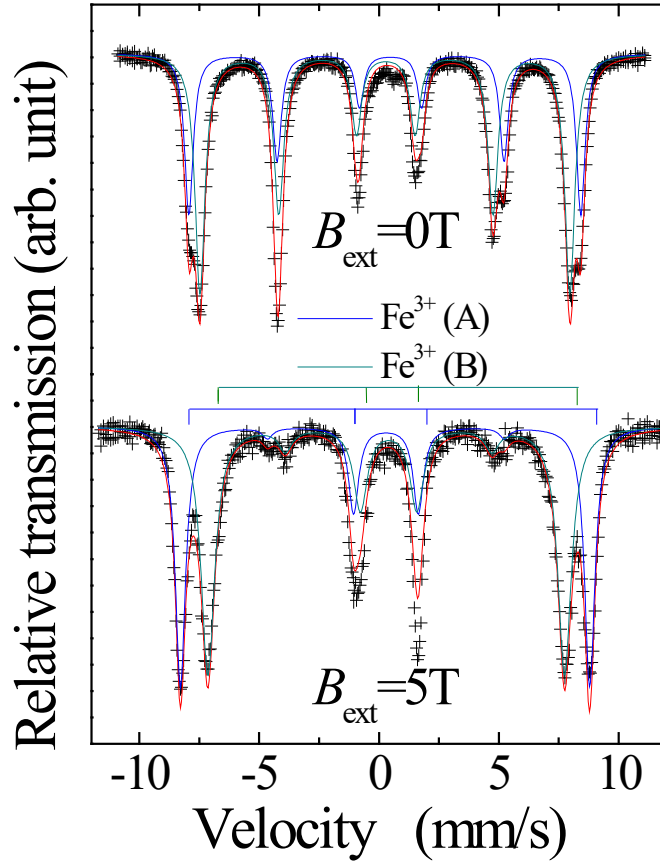 Relative transmission (arb. unit)
B_ext=0T
Fe³⁺ (A)
Fe³⁺ (B)
B_ext=5T
-10 -5 0 5 10
Velocity (mm/s)